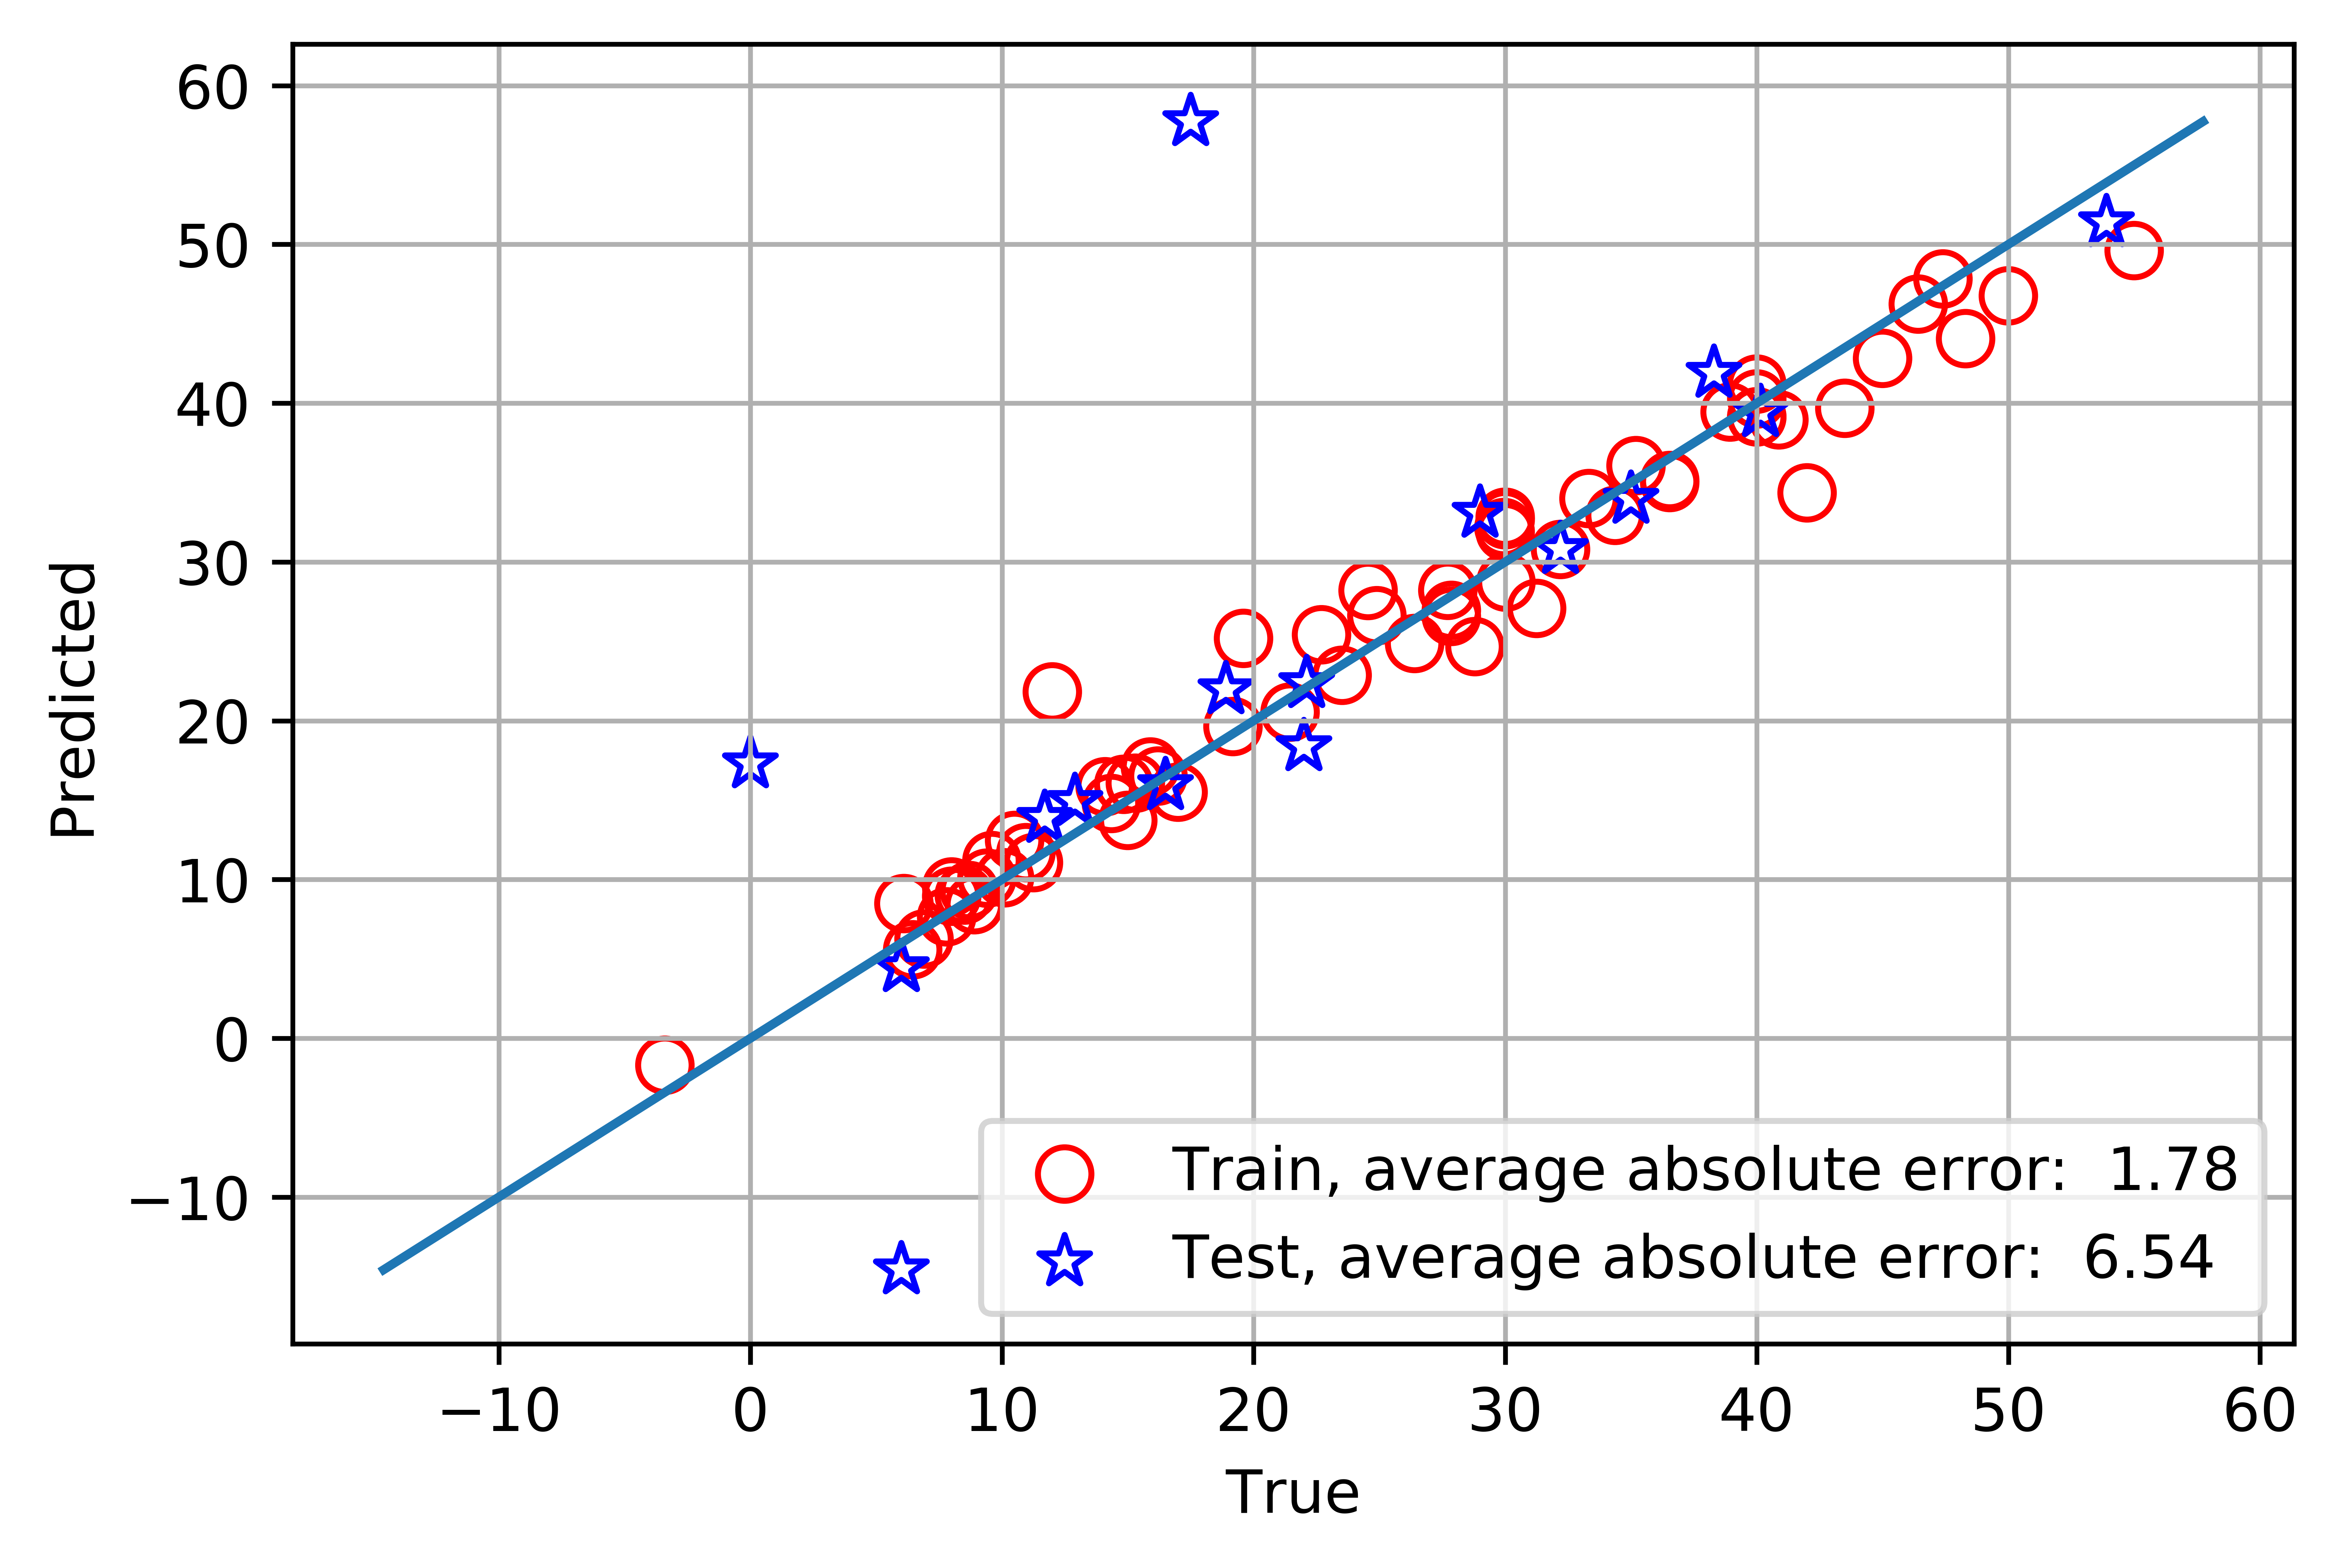 60
50
40
30
20
10
0
−10
Predicted
Train, average absolute error: 1.78
Test, average absolute error: 6.54
−10 0 10 20 30 40 50 60
True